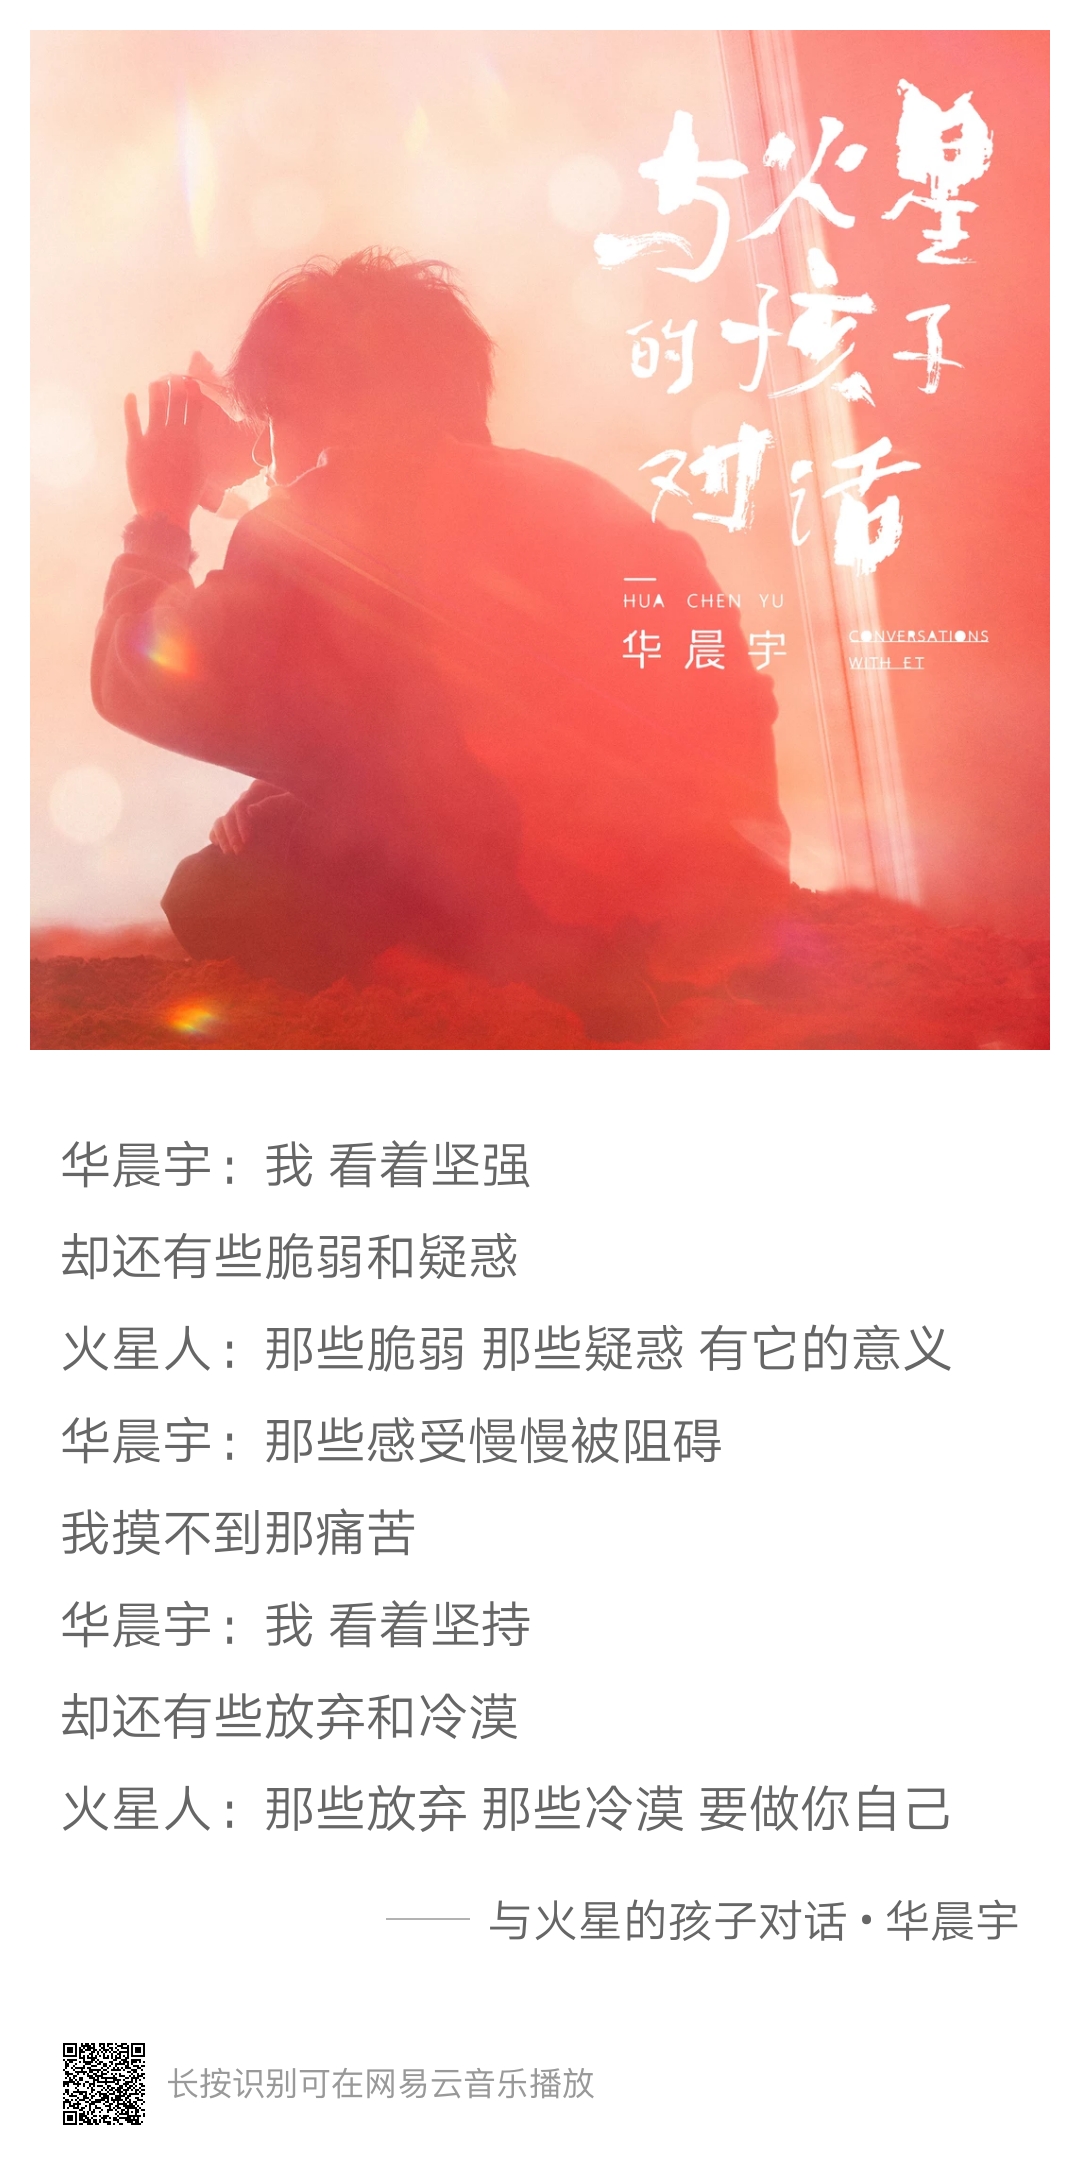 与火星
的孩子
对话
HUA CHEN YU
华晨宇
CONVERSATIONS
WITH ET
华晨宇：我 看着坚强
却还有些脆弱和疑惑
火星人：那些脆弱 那些疑惑 有它的意义
华晨宇：那些感受慢慢被阻碍
我摸不到那痛苦
华晨宇：我 看着坚持
却还有些放弃和冷漠
火星人：那些放弃 那些冷漠 要做你自己
—— 与火星的孩子对话 • 华晨宇
长按识别可在网易云音乐播放